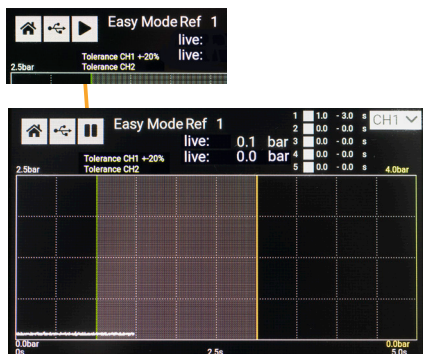 Easy Mode Ref 1
live:
Tolerance CH1 +-20% live:
2.5bar Tolerance CH2
Easy Mode Ref 1
live: 0.1 bar
live: 0.0 bar
Tolerance CH1 +-20%
Tolerance CH2
1 1.0 - 3.0 s
2 0.0 - 0.0 s
3 0.0 - 0.0 s
4 0.0 - 0.0 s
5 0.0 - 0.0 s
CH1
2.5bar 4.0bar
0.0bar 0.0bar
0s 2.5s 5.0s